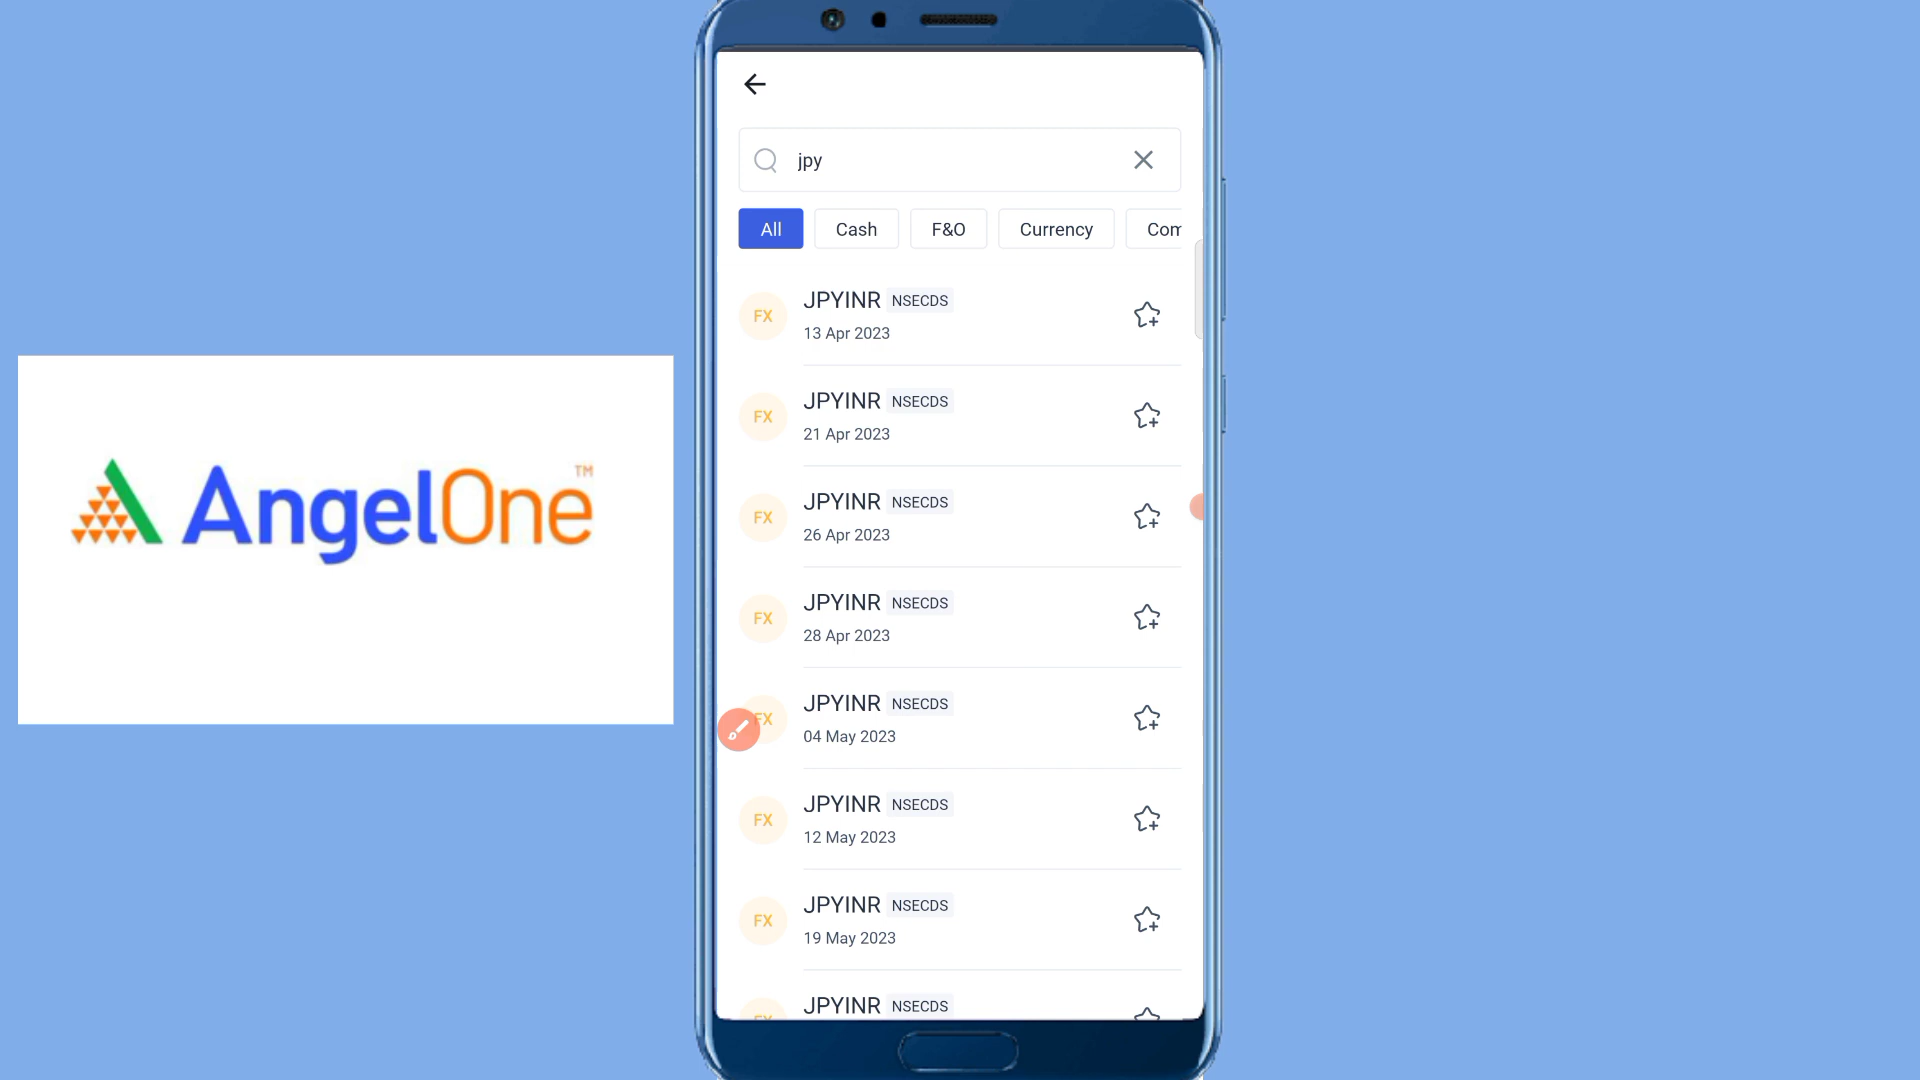 AngelOne™
jpy
All Cash F&O Currency Com
FX JPYINR NSECDS
13 Apr 2023
FX JPYINR NSECDS
21 Apr 2023
FX JPYINR NSECDS
26 Apr 2023
FX JPYINR NSECDS
28 Apr 2023
FX JPYINR NSECDS
04 May 2023
FX JPYINR NSECDS
12 May 2023
FX JPYINR NSECDS
19 May 2023
FX JPYINR NSECDS